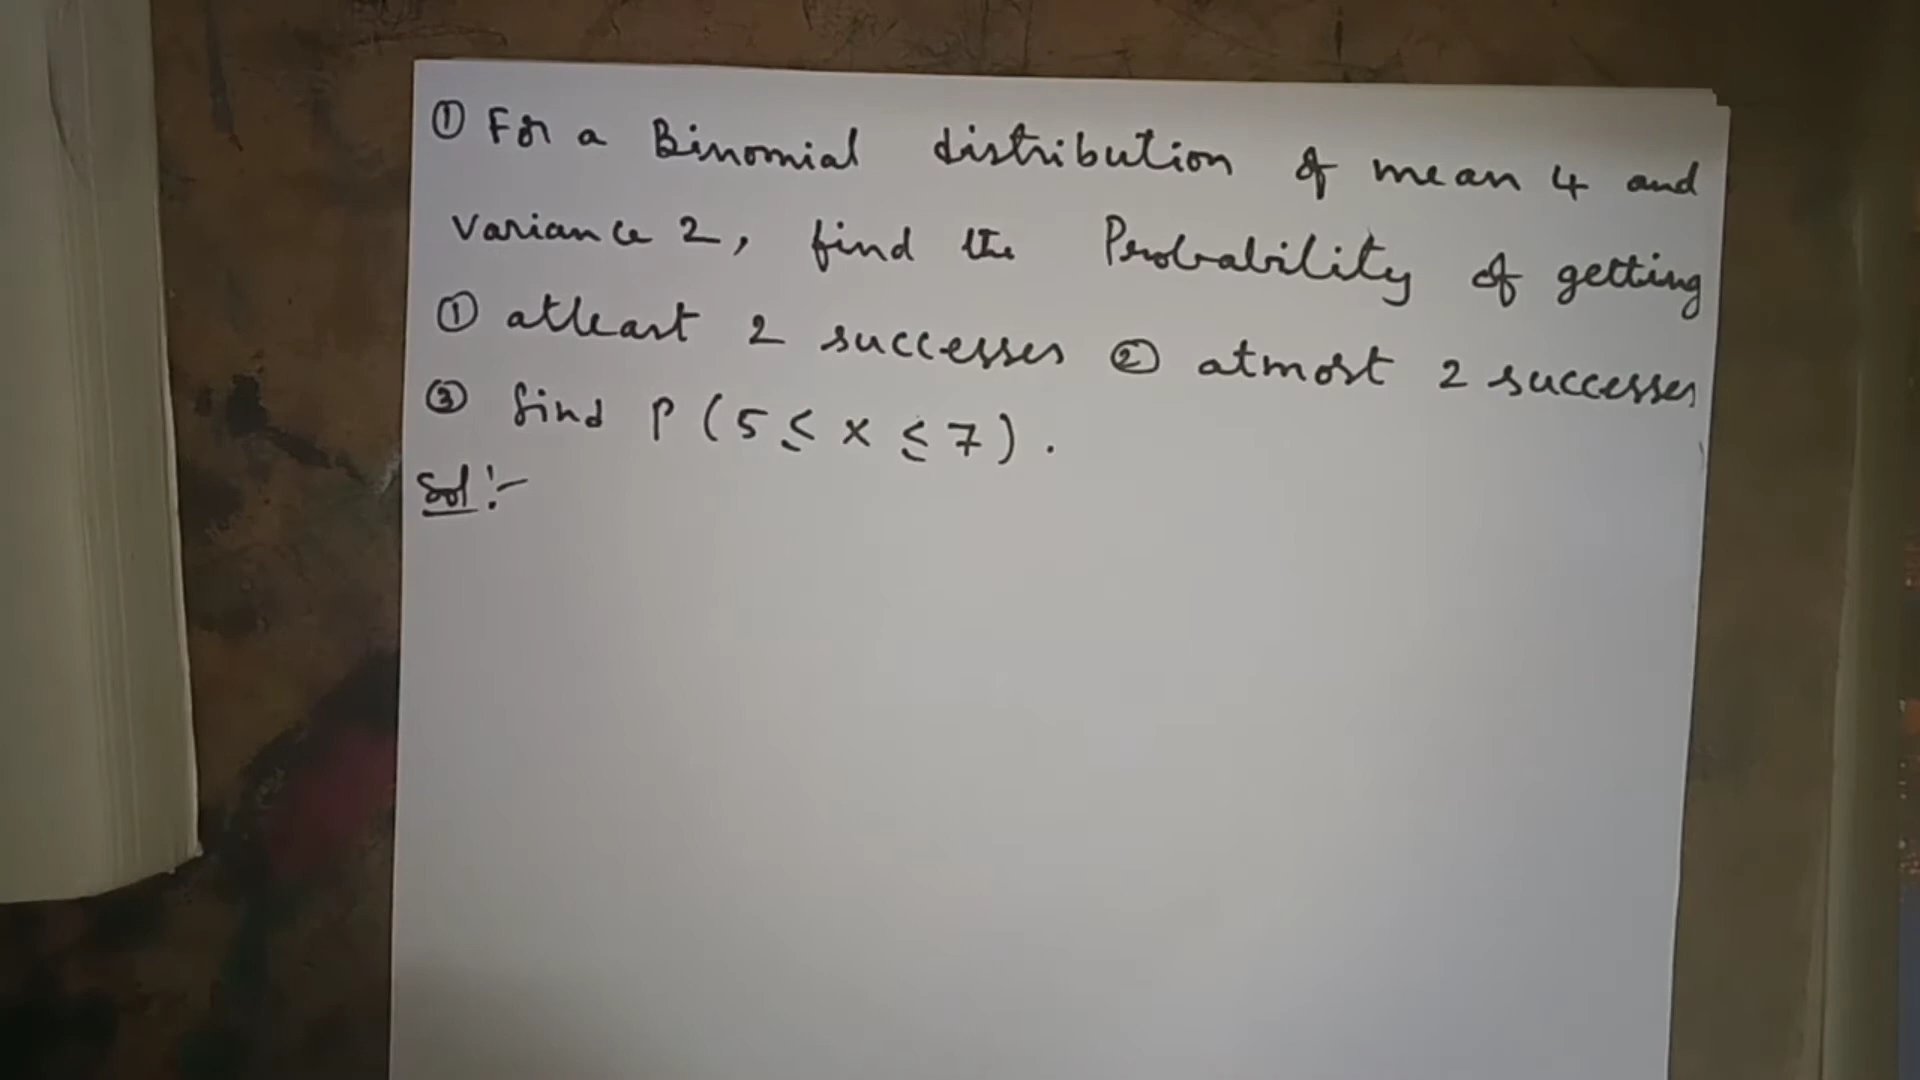 ① For a Binomial distribution of mean 4 and
variance 2, find the Probability of getting
① atleast 2 successes ② atmost 2 successes
③ find P(5 ≤ x ≤ 7).
Sol:-